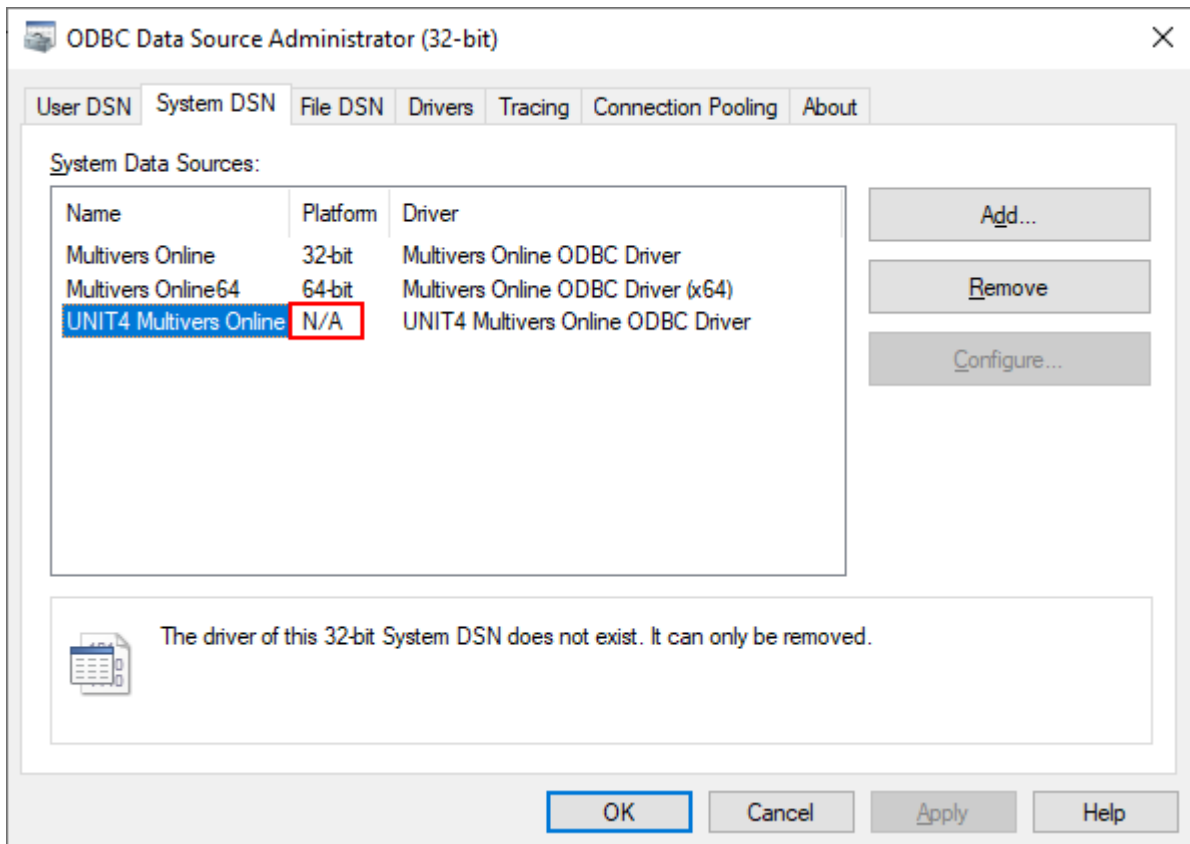 ODBC Data Source Administrator (32-bit)
User DSN System DSN File DSN Drivers Tracing Connection Pooling About
System Data Sources:
Name Platform Driver
Multivers Online 32-bit Multivers Online ODBC Driver
Multivers Online64 64-bit Multivers Online ODBC Driver (x64)
UNIT4 Multivers Online N/A UNIT4 Multivers Online ODBC Driver
Add...
Remove
Configure...
The driver of this 32-bit System DSN does not exist. It can only be removed.
OK Cancel Apply Help